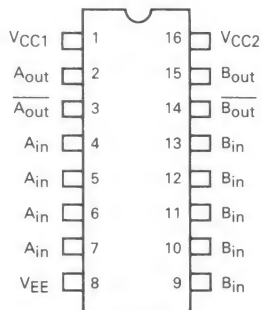 VCC1 1 16 VCC2
Aout 2 15 Bout
Aout 3 14 Bout
Ain 4 13 Bin
Ain 5 12 Bin
Ain 6 11 Bin
Ain 7 10 Bin
VEE 8 9 Bin